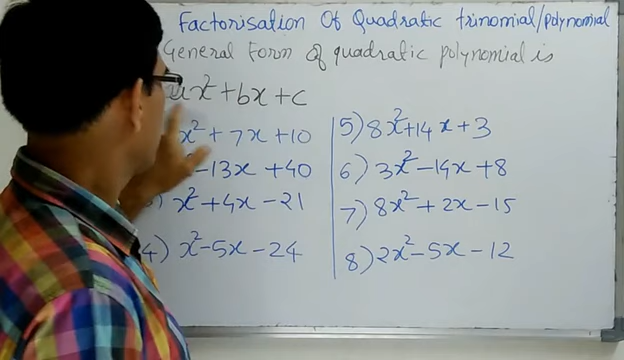 Factorisation Of Quadratic trinomial/polynomial
General Form of quadratic polynomial is
ax² + bx + c
x² + 7x + 10
- 13x + 40
3) x² + 4x - 21
4) x² - 5x - 24
5) 8x² + 14x + 3
6) 3x² - 14x + 8
7) 8x² + 2x - 15
8) 2x² - 5x - 12